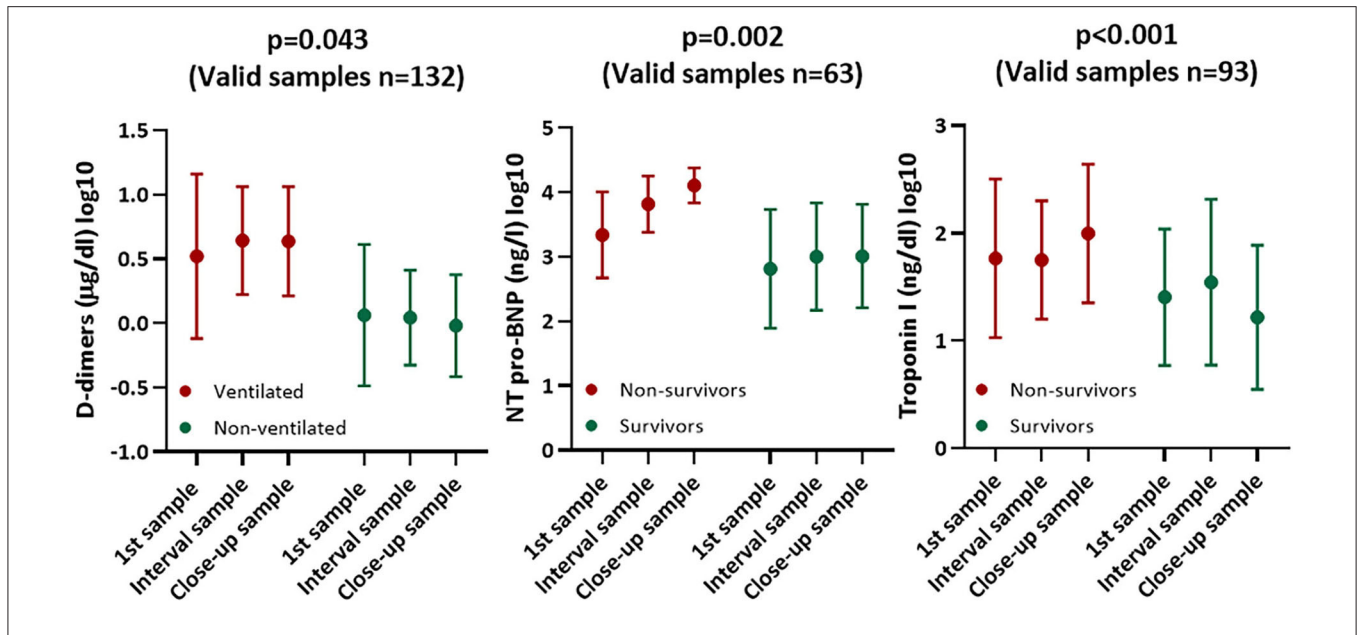 p=0.043
(Valid samples n=132)
D-dimers (µg/dl) log10
1.5
1.0
0.5
0.0
-0.5
-1.0
Ventilated
Non-ventilated
1st sample
Interval sample
Close-up sample
1st sample
Interval sample
Close-up sample
p=0.002
(Valid samples n=63)
NT pro-BNP (ng/l) log10
5
4
3
2
1
0
Non-survivors
Survivors
1st sample
Interval sample
Close-up sample
1st sample
Interval sample
Close-up sample
p<0.001
(Valid samples n=93)
Troponin I (ng/dl) log10
3
2
1
0
Non-survivors
Survivors
1st sample
Interval sample
Close-up sample
1st sample
Interval sample
Close-up sample